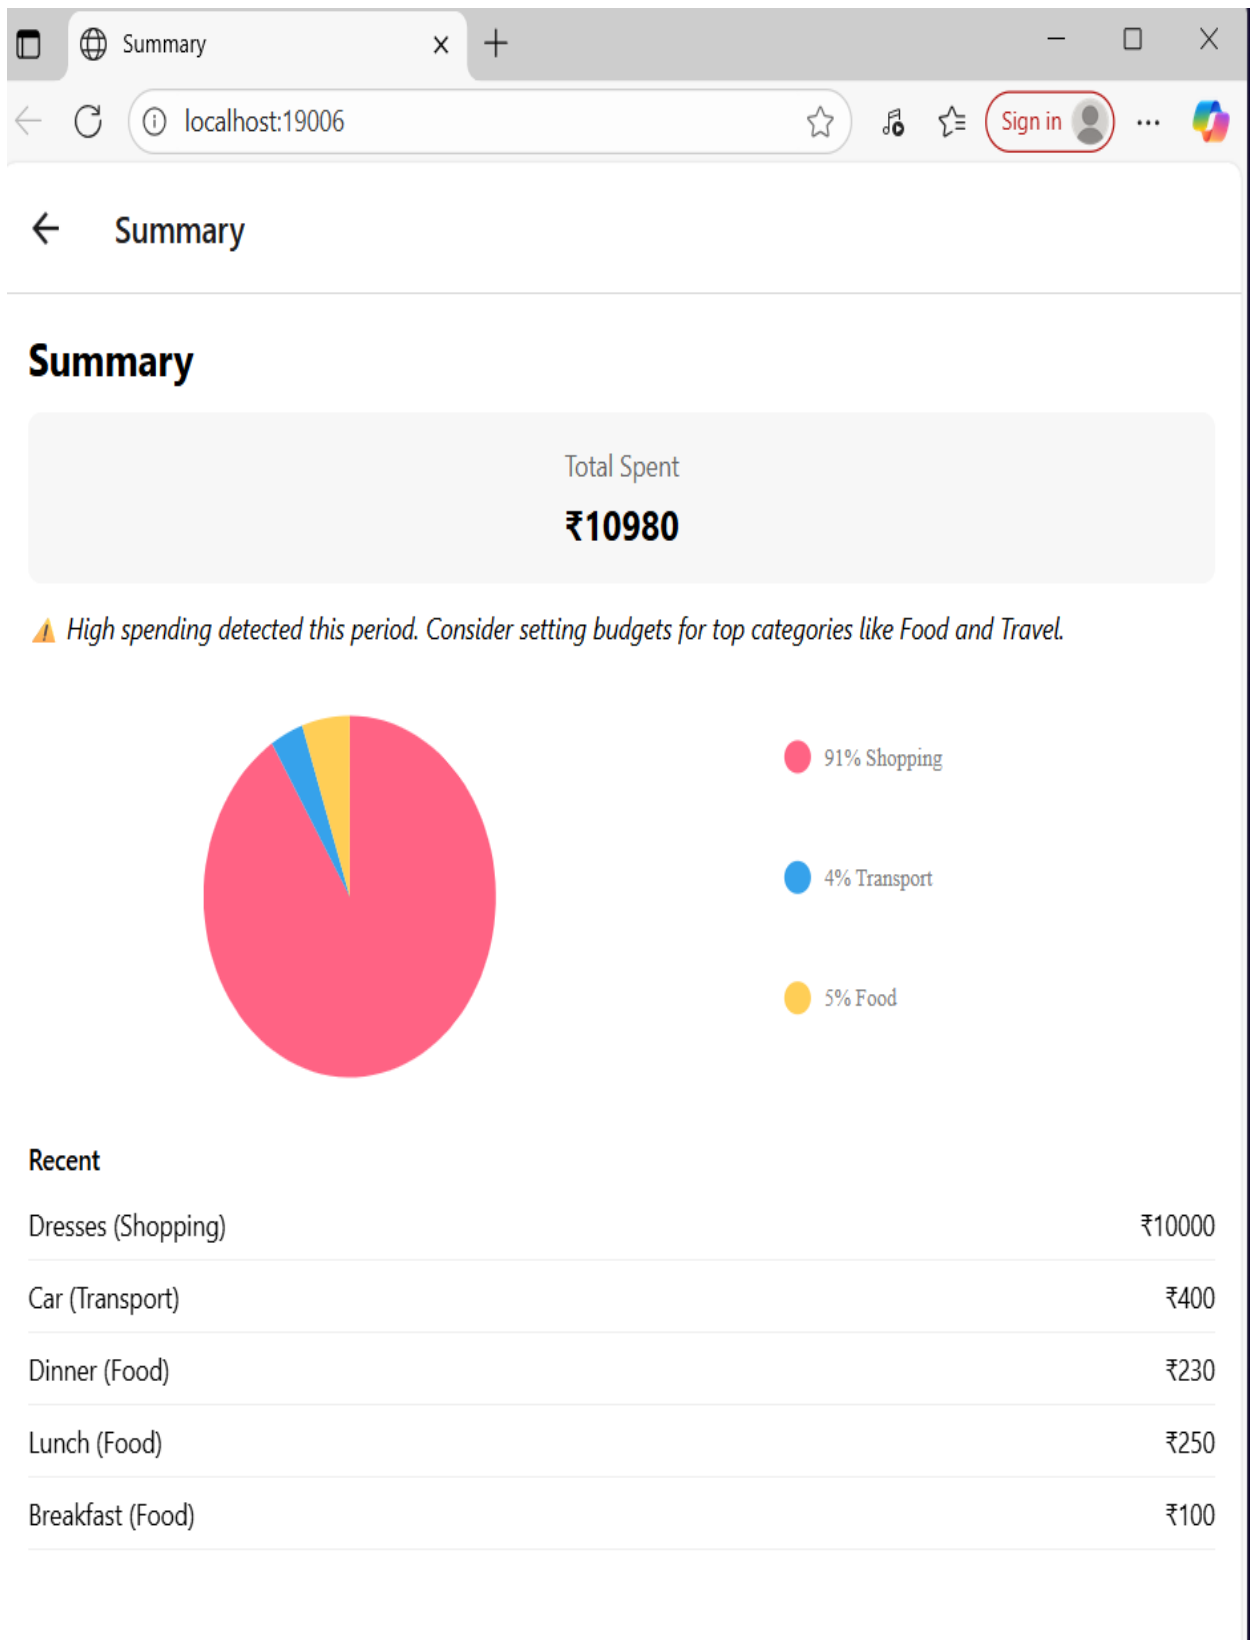 Summary
localhost:19006
Sign in
Summary
Summary
Total Spent
₹10980
⚠️ High spending detected this period. Consider setting budgets for top categories like Food and Travel.
91% Shopping
4% Transport
5% Food
Recent
Dresses (Shopping) ₹10000
Car (Transport) ₹400
Dinner (Food) ₹230
Lunch (Food) ₹250
Breakfast (Food) ₹100